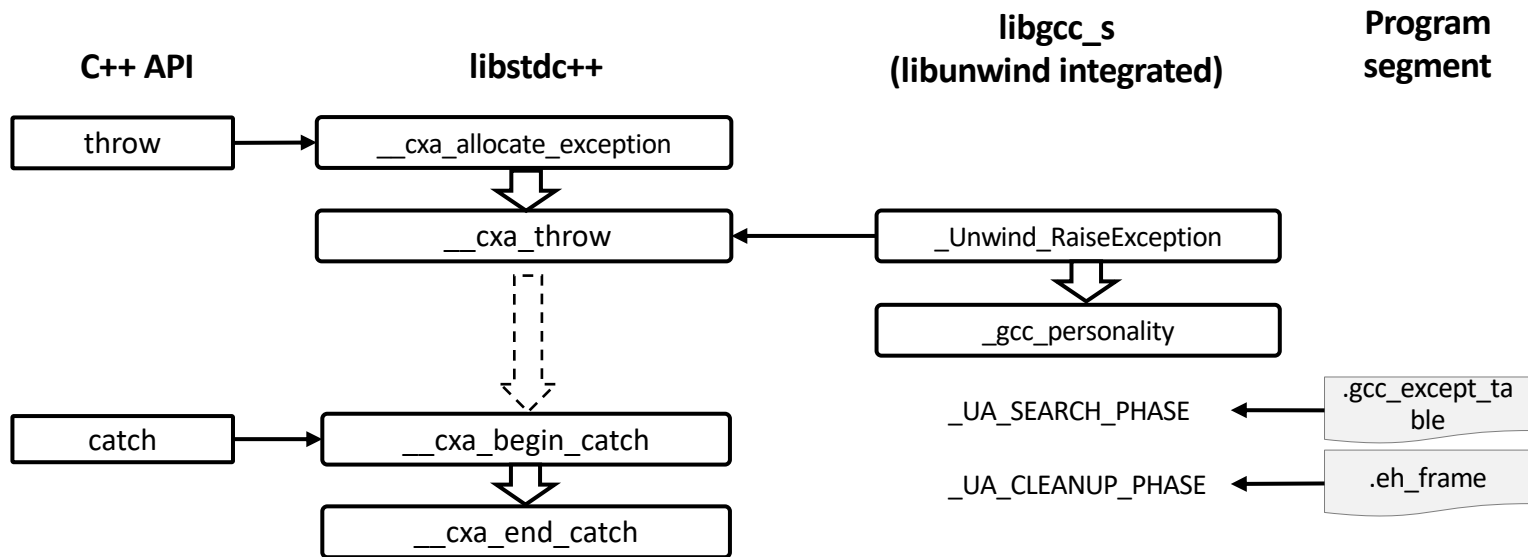 C++ API
libstdc++
libgcc_s
(libunwind integrated)
Program
segment
throw
__cxa_allocate_exception
__cxa_throw
_Unwind_RaiseException
_gcc_personality
_UA_SEARCH_PHASE
.gcc_except_ta
ble
catch
__cxa_begin_catch
_UA_CLEANUP_PHASE
.eh_frame
__cxa_end_catch